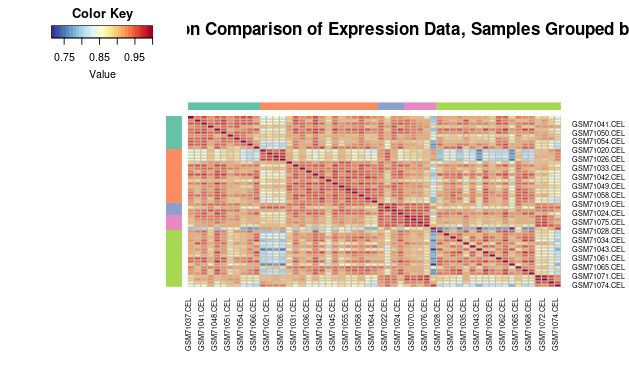 Color Key
0.75 0.85 0.95
Value
on Comparison of Expression Data, Samples Grouped b
GSM71041.CEL
GSM71050.CEL
GSM71054.CEL
GSM71020.CEL
GSM71026.CEL
GSM71033.CEL
GSM71042.CEL
GSM71049.CEL
GSM71058.CEL
GSM71019.CEL
GSM71024.CEL
GSM71075.CEL
GSM71028.CEL
GSM71034.CEL
GSM71043.CEL
GSM71061.CEL
GSM71065.CEL
GSM71071.CEL
GSM71074.CEL
GSM71037.CEL
GSM71041.CEL
GSM71048.CEL
GSM71051.CEL
GSM71054.CEL
GSM71066.CEL
GSM71021.CEL
GSM71026.CEL
GSM71031.CEL
GSM71036.CEL
GSM71042.CEL
GSM71045.CEL
GSM71055.CEL
GSM71058.CEL
GSM71064.CEL
GSM71022.CEL
GSM71024.CEL
GSM71070.CEL
GSM71076.CEL
GSM71028.CEL
GSM71032.CEL
GSM71035.CEL
GSM71043.CEL
GSM71053.CEL
GSM71060.CEL
GSM71065.CEL
GSM71068.CEL
GSM71072.CEL
GSM71074.CEL